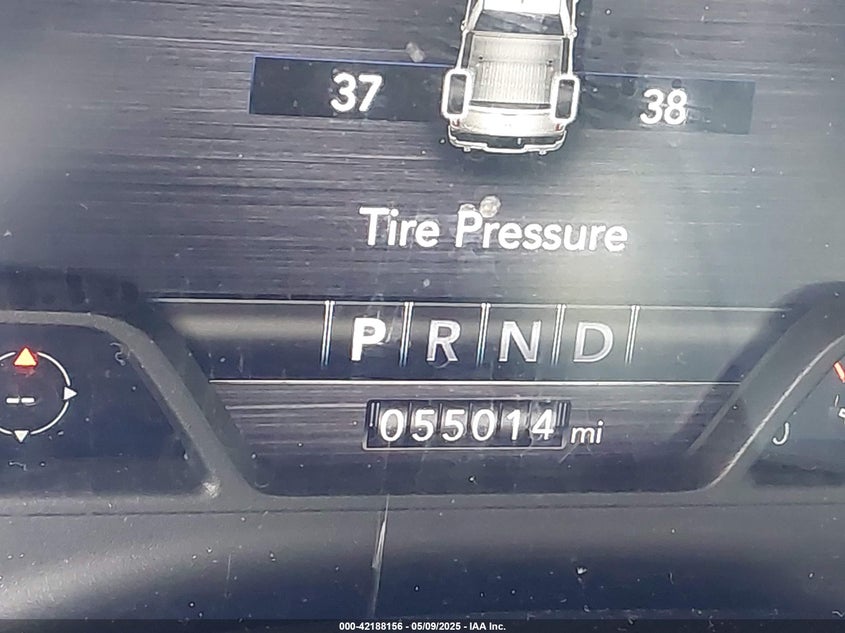 37 38
Tire Pressure
P R N D
--
055014 mi
000-42188156 - 05/09/2025 - IAA Inc.